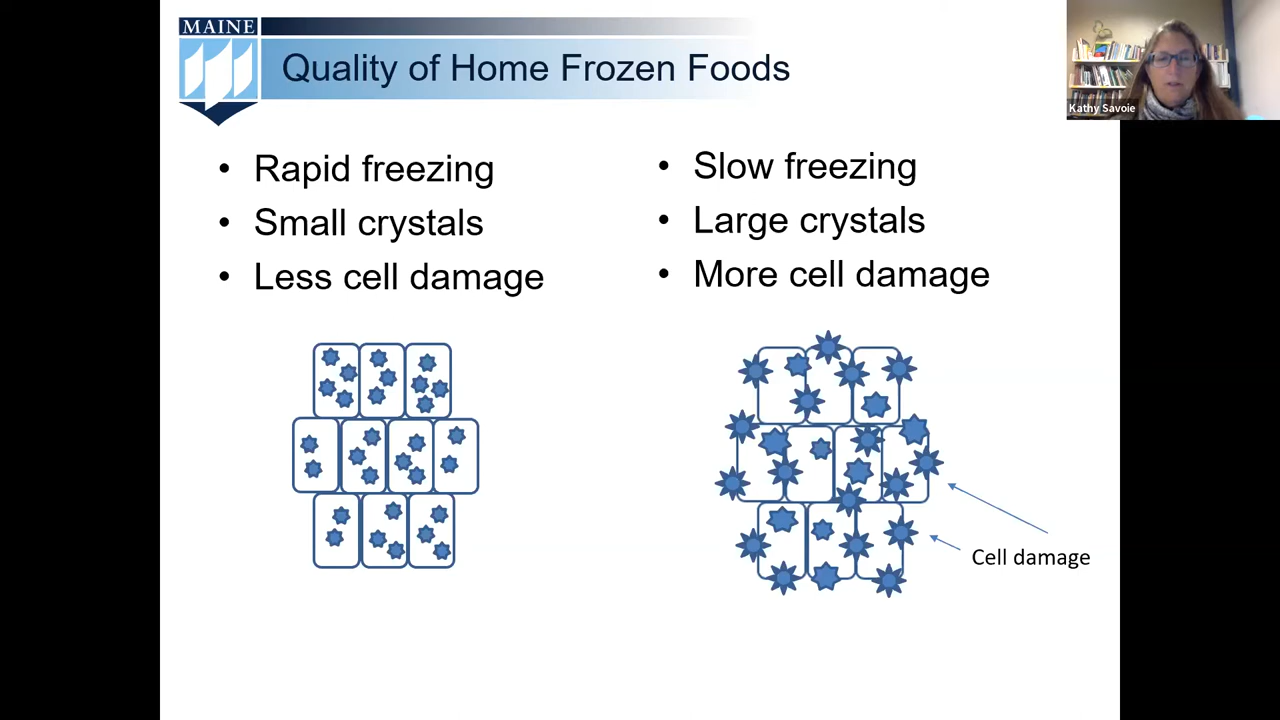 MAINE
Quality of Home Frozen Foods
Kathy Savoie
• Rapid freezing
• Small crystals
• Less cell damage
• Slow freezing
• Large crystals
• More cell damage
Cell damage